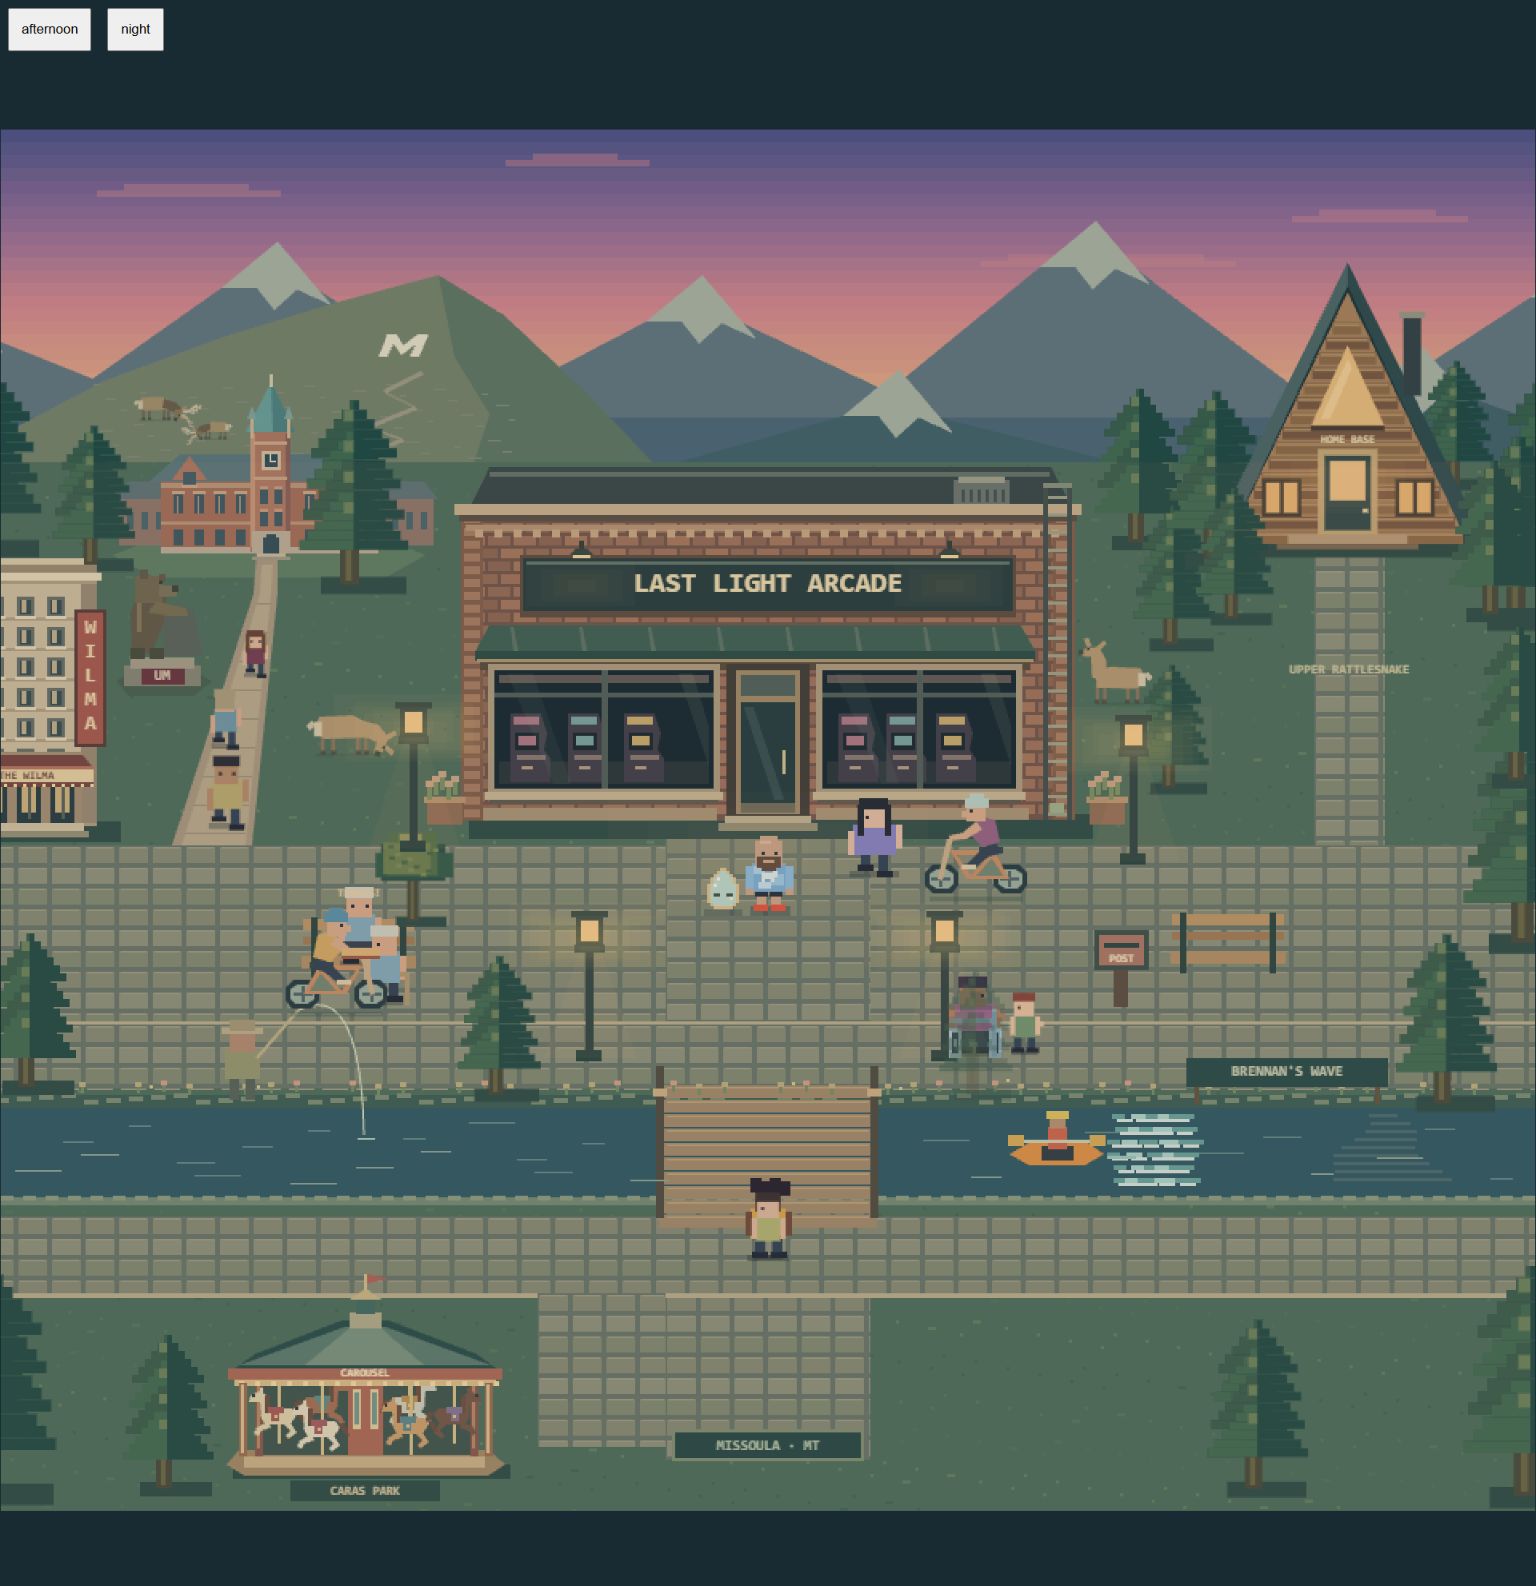 afternoon
night
M
HOME BASE
LAST LIGHT ARCADE
WILMA
UM
UPPER RATTLESNAKE
THE WILMA
POST
BRENNAN'S WAVE
CAROUSEL
MISSOULA · MT
CARAS PARK